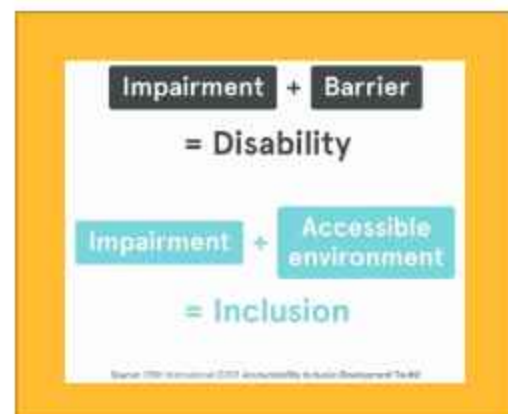 Impairment + Barrier
= Disability
Impairment + Accessible environment
= Inclusion